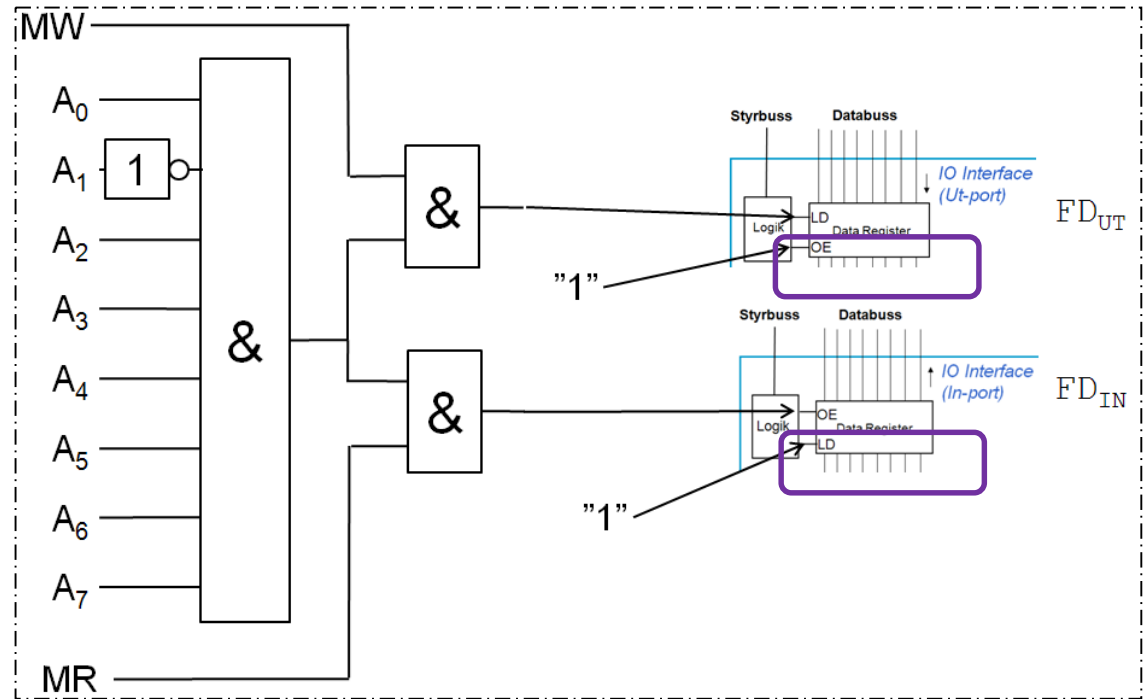 MW
A0
A1
1
A2
A3
A4
A5
A6
A7
MR
&
&
&
Styrbuss Databuss
IO Interface
(Ut-port)
LD
Logik
Data Register
OE
FDUT
"1"
Styrbuss Databuss
IO Interface
(In-port)
OE
Logik
Data Register
LD
FDIN
"1"